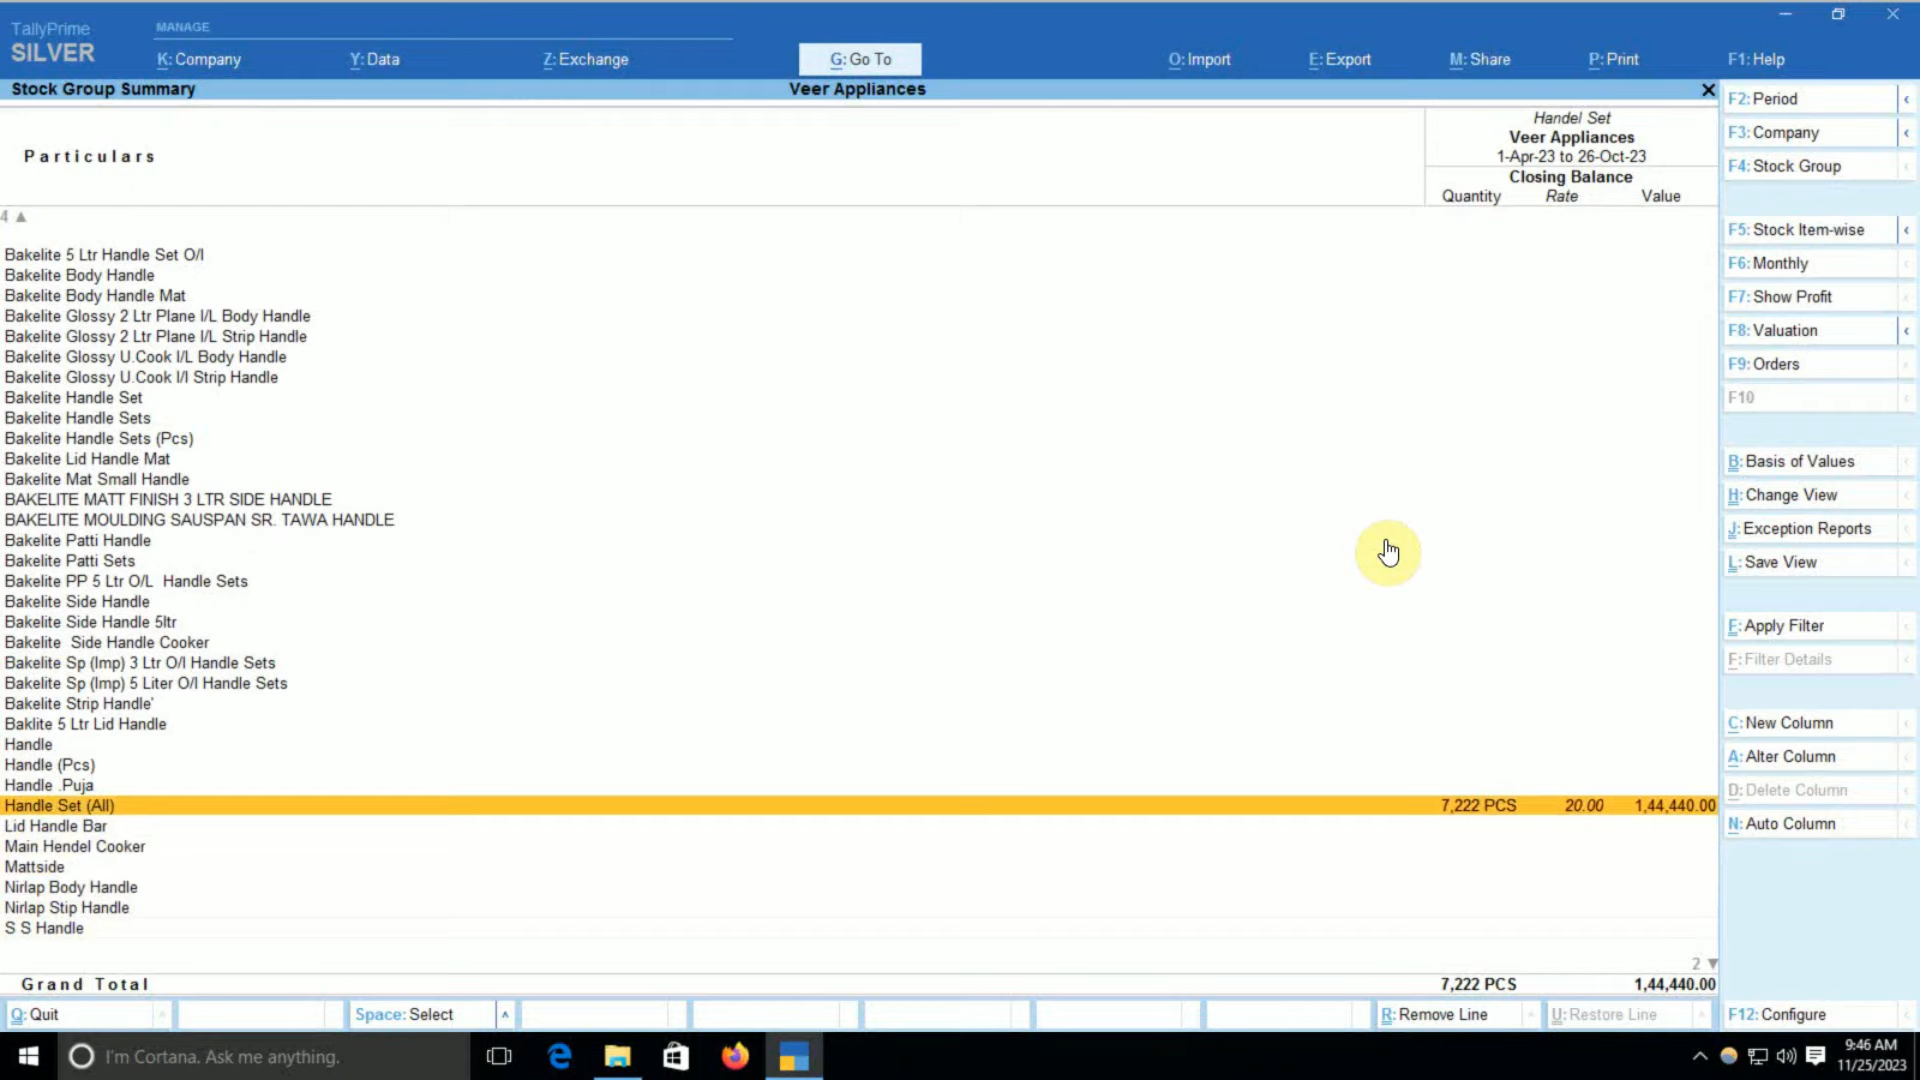 TallyPrime
SILVER
MANAGE
K: Company
Y: Data
Z: Exchange
G: Go To
O: Import
E: Export
M: Share
P: Print
F1: Help
Stock Group Summary
Veer Appliances
Particulars
Handel Set
Veer Appliances
1-Apr-23 to 26-Oct-23
Closing Balance
Quantity Rate Value
4
Bakelite 5 Ltr Handle Set O/I
Bakelite Body Handle
Bakelite Body Handle Mat
Bakelite Glossy 2 Ltr Plane I/L Body Handle
Bakelite Glossy 2 Ltr Plane I/L Strip Handle
Bakelite Glossy U.Cook I/L Body Handle
Bakelite Glossy U.Cook I/I Strip Handle
Bakelite Handle Set
Bakelite Handle Sets
Bakelite Handle Sets (Pcs)
Bakelite Lid Handle Mat
Bakelite Mat Small Handle
BAKELITE MATT FINISH 3 LTR SIDE HANDLE
BAKELITE MOULDING SAUSPAN SR. TAWA HANDLE
Bakelite Patti Handle
Bakelite Patti Sets
Bakelite PP 5 Ltr O/L Handle Sets
Bakelite Side Handle
Bakelite Side Handle 5ltr
Bakelite Side Handle Cooker
Bakelite Sp (Imp) 3 Ltr O/I Handle Sets
Bakelite Sp (Imp) 5 Liter O/I Handle Sets
Bakelite Strip Handle'
Baklite 5 Ltr Lid Handle
Handle
Handle (Pcs)
Handle .Puja
Handle Set (All) 7,222 PCS 20.00 1,44,440.00
Lid Handle Bar
Main Hendel Cooker
Mattside
Nirlap Body Handle
Nirlap Stip Handle
S S Handle
2
Grand Total 7,222 PCS 1,44,440.00
F2: Period
F3: Company
F4: Stock Group
F5: Stock Item-wise
F6: Monthly
F7: Show Profit
F8: Valuation
F9: Orders
F10
B: Basis of Values
H: Change View
J: Exception Reports
L: Save View
F: Apply Filter
F: Filter Details
C: New Column
A: Alter Column
D: Delete Column
N: Auto Column
Q: Quit
Space: Select
R: Remove Line
U: Restore Line
F12: Configure
I'm Cortana. Ask me anything.
9:46 AM
11/25/2023